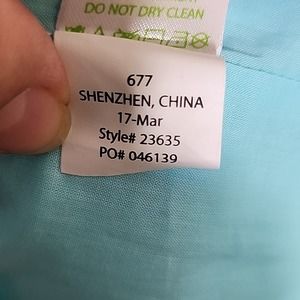 DO NOT DRY CLEAN
677
SHENZHEN, CHINA
17-Mar
Style# 23635
PO# 046139